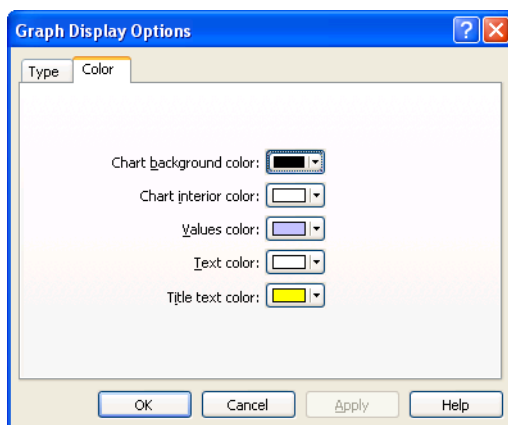 Graph Display Options
Type Color
Chart background color:
Chart interior color:
Values color:
Text color:
Title text color:
OK Cancel Apply Help